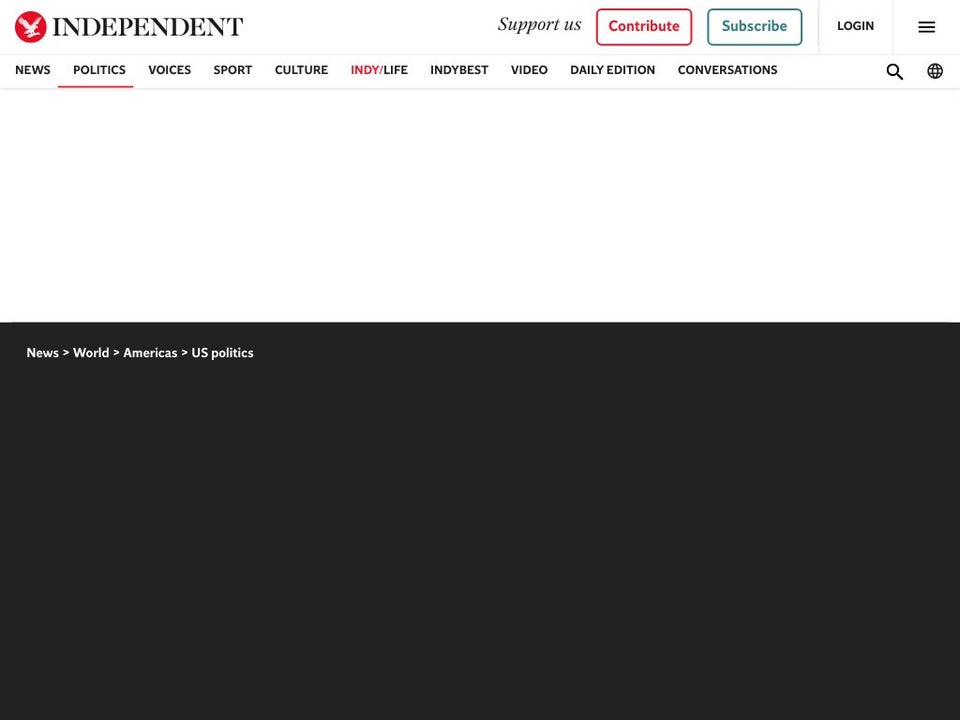 INDEPENDENT
Support us
Contribute
Subscribe
LOGIN
NEWS POLITICS VOICES SPORT CULTURE INDY/LIFE INDYBEST VIDEO DAILY EDITION CONVERSATIONS
News > World > Americas > US politics